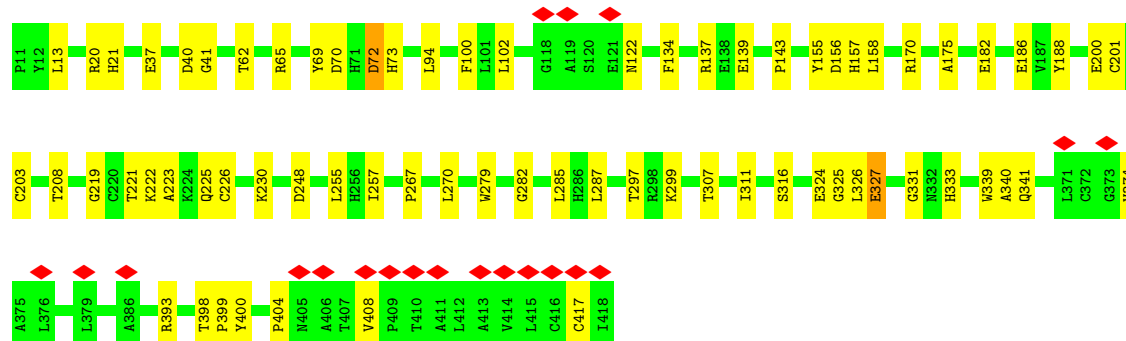 P11 Y12 L13 R20 H21 E37 D40 G41 T62 R65 Y69 D70 H71 D72 H73 L94 F100 L101 L102 G118 A119 S120 E121 N122 F134 R137 E138 E139 P143 Y155 D156 H157 L158 R170 A175 E182 E186 V187 Y188 E200 C201
C203 T208 G219 C220 T221 K222 A223 K224 Q225 C226 K230 D248 L255 H256 I257 P267 L270 W279 G282 L285 H286 L287 T297 R298 K299 T307 I311 S316 E324 G325 L326 E327 G331 N332 H333 W339 A340 Q341 L371 C372 G373
A375 L376 L379 A386 R393 T398 P399 Y400 P404 N405 A406 T407 V408 P409 T410 A411 L412 A413 V414 L415 C416 C417 I418